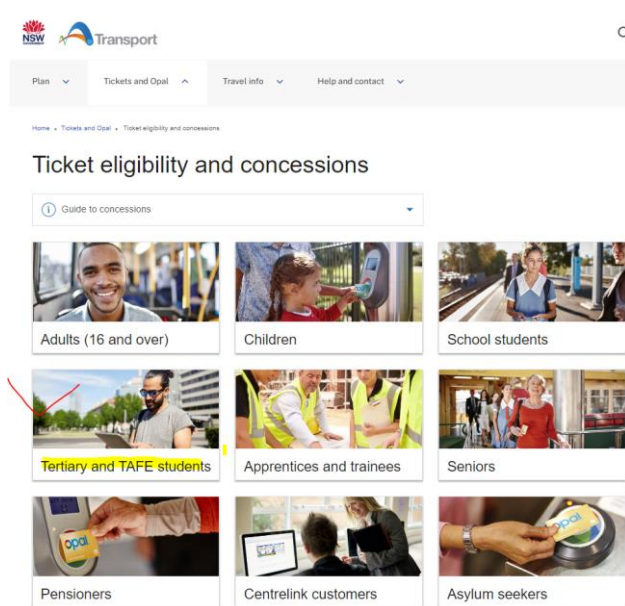 NSW
Transport
Plan
Tickets and Opal
Travel info
Help and contact
Home • Tickets and Opal • Ticket eligibility and concessions
Ticket eligibility and concessions
Guide to concessions
Adults (16 and over)
Children
School students
Tertiary and TAFE students
Apprentices and trainees
Seniors
opal
Pensioners
Centrelink customers
opal
Asylum seekers